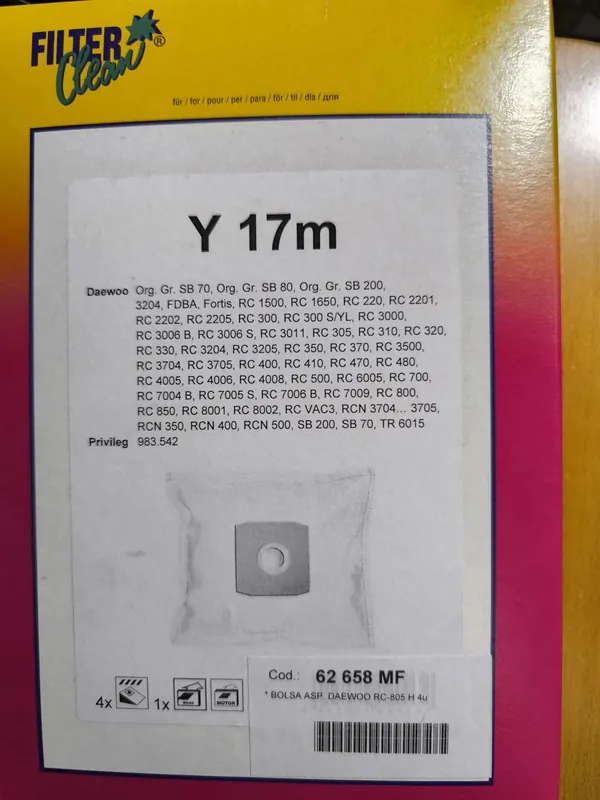 FILTER
Clean ®
für / for / pour / per / para / för / til / dla / для
Y 17m
Daewoo Org. Gr. SB 70, Org. Gr. SB 80, Org. Gr. SB 200,
3204, FDBA, Fortis, RC 1500, RC 1650, RC 220, RC 2201,
RC 2202, RC 2205, RC 300, RC 300 S/YL, RC 3000,
RC 3006 B, RC 3006 S, RC 3011, RC 305, RC 310, RC 320,
RC 330, RC 3204, RC 3205, RC 350, RC 370, RC 3500,
RC 3704, RC 3705, RC 400, RC 410, RC 470, RC 480,
RC 4005, RC 4006, RC 4008, RC 500, RC 6005, RC 700,
RC 7004 B, RC 7005 S, RC 7006 B, RC 7009, RC 800,
RC 850, RC 8001, RC 8002, RC VAC3, RCN 3704... 3705,
RCN 350, RCN 400, RCN 500, SB 200, SB 70, TR 6015
Privileg 983.542
4x 1x MOTOR
Cod.: 62 658 MF
* BOLSA ASP. DAEWOO RC-805 H 4u